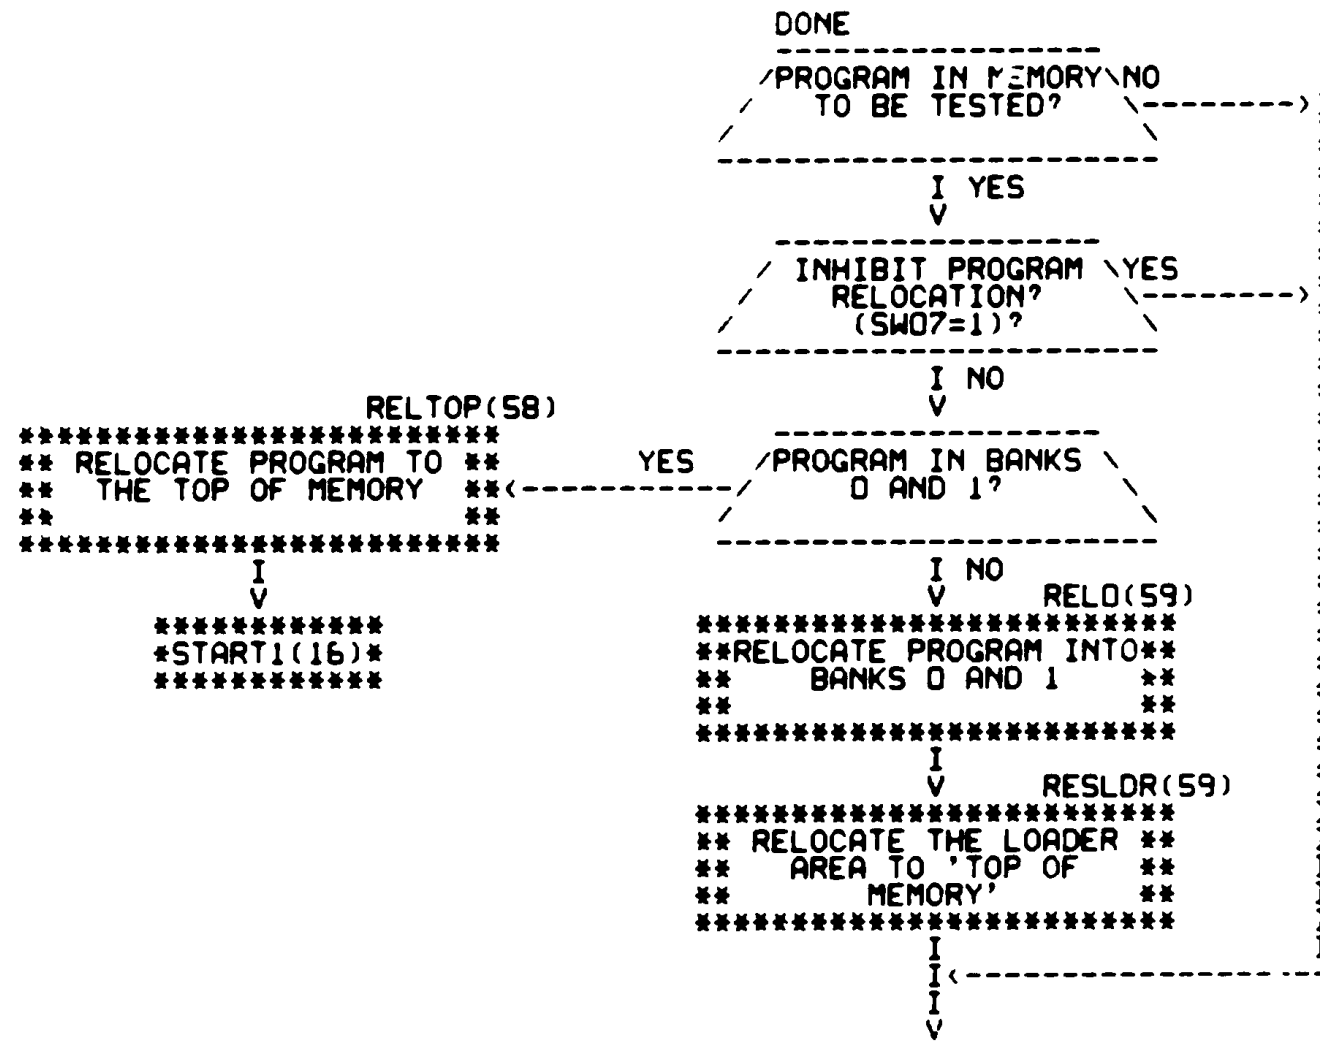 DONE
PROGRAM IN MEMORY NO
TO BE TESTED?
I YES
V
INHIBIT PROGRAM YES
RELOCATION?
(SW07=1)?
I NO
V
RELTOP(58)
** RELOCATE PROGRAM TO **
** THE TOP OF MEMORY **
YES
PROGRAM IN BANKS
0 AND 1?
I
V
*START1(16)*
I NO
V REL0(59)
**RELOCATE PROGRAM INTO**
** BANKS 0 AND 1 **
I
V RESLDR(59)
** RELOCATE THE LOADER **
** AREA TO 'TOP OF **
** MEMORY' **
I
I
I
V